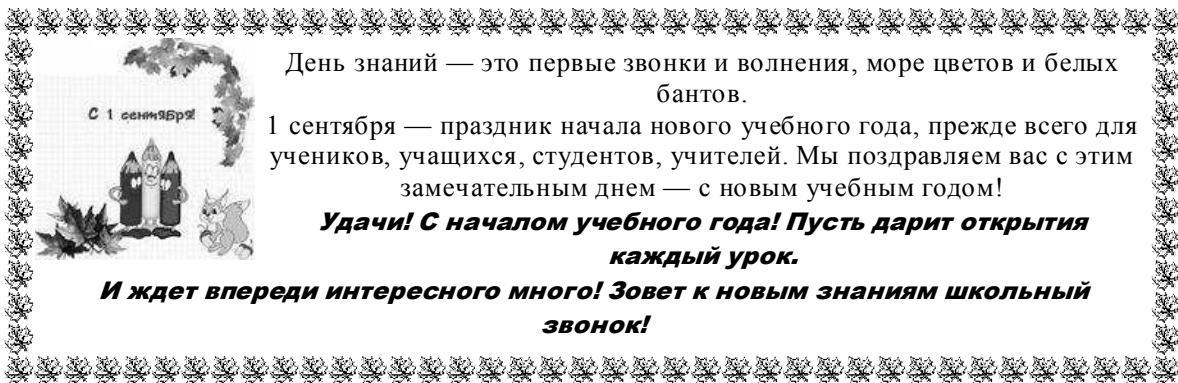 С 1 сентября!
День знаний — это первые звонки и волнения, море цветов и белых
бантов.
1 сентября — праздник начала нового учебного года, прежде всего для
учеников, учащихся, студентов, учителей. Мы поздравляем вас с этим
замечательным днем — с новым учебным годом!
Удачи! С началом учебного года! Пусть дарит открытия
каждый урок.
И ждет впереди интересного много! Зовет к новым знаниям школьный
звонок!